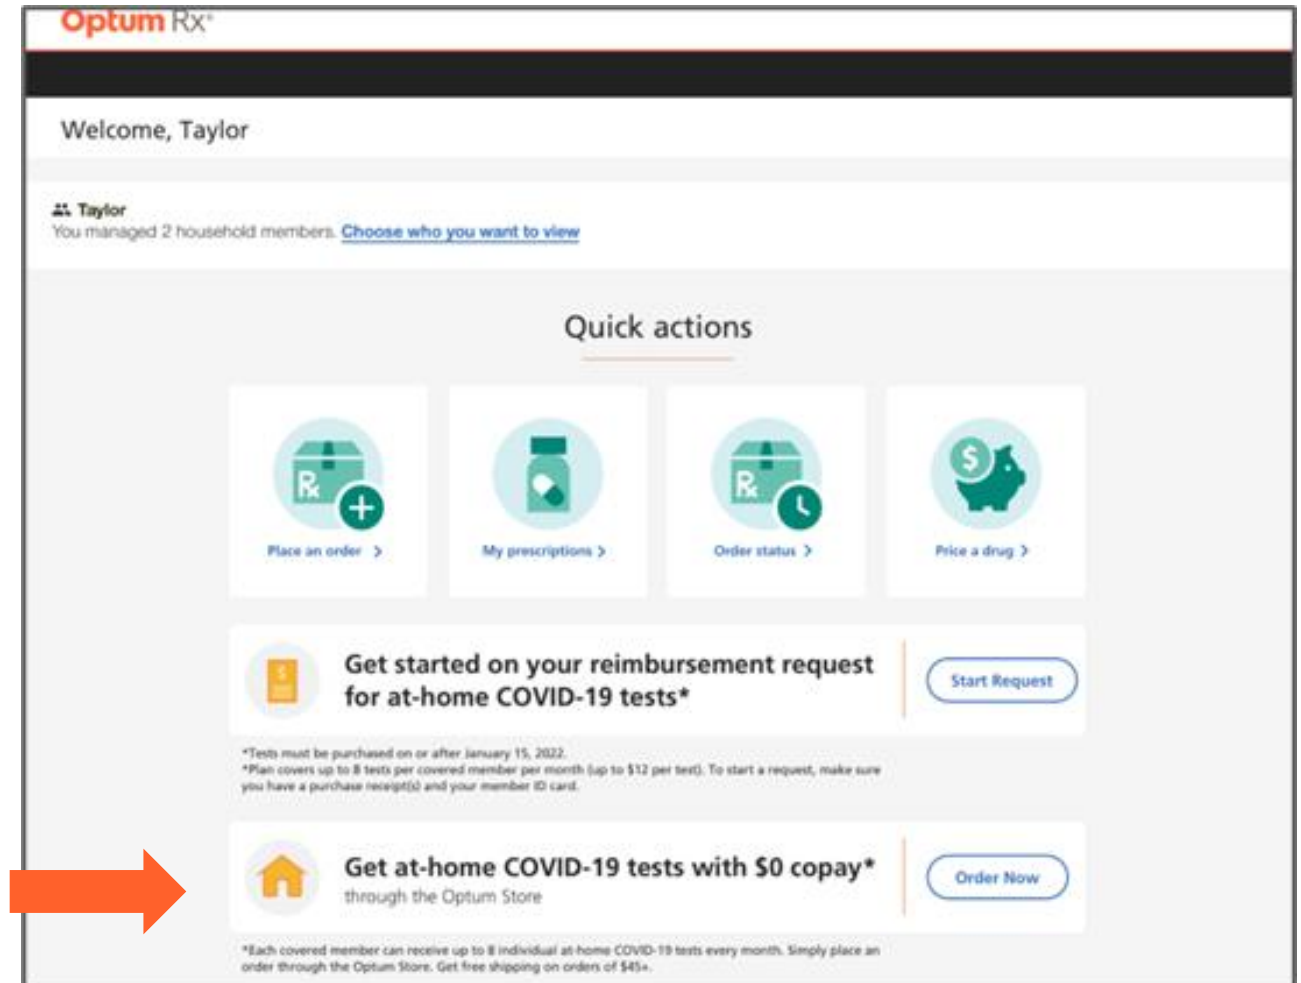 Optum Rx®
Welcome, Taylor
Taylor
You managed 2 household members. Choose who you want to view
Quick actions
Rx
Rx
$
Place an order >
My prescriptions >
Order status >
Price a drug >
$
Get started on your reimbursement request
for at-home COVID-19 tests*
Start Request
*Tests must be purchased on or after January 15, 2022.
*Plan covers up to 8 tests per covered member per month (up to $12 per test). To start a request, make sure
you have a purchase receipt(s) and your member ID card.
Get at-home COVID-19 tests with $0 copay*
through the Optum Store
Order Now
*Each covered member can receive up to 8 individual at-home COVID-19 tests every month. Simply place an
order through the Optum Store. Get free shipping on orders of $45+.